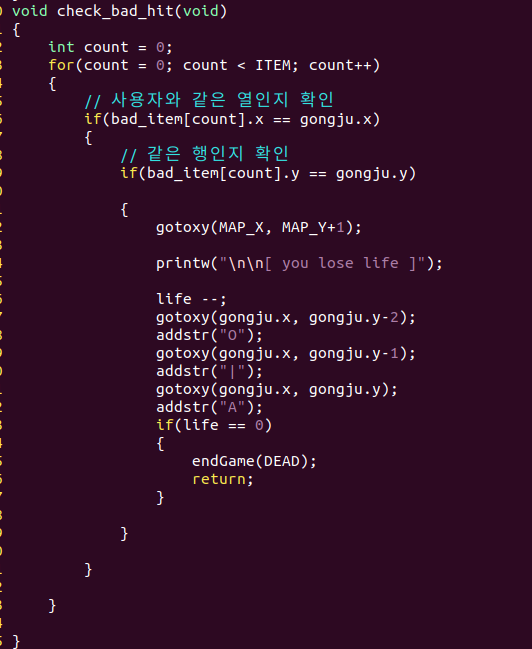 void check_bad_hit(void)
{
    int count = 0;
    for(count = 0; count < ITEM; count++)
    {
        // 사용자와 같은 열인지 확인
        if(bad_item[count].x == gongju.x)
        {
            // 같은 행인지 확인
            if(bad_item[count].y == gongju.y)
            {
                gotoxy(MAP_X, MAP_Y+1);
                printw("\n\n[ you lose life ]");
                life --;
                gotoxy(gongju.x, gongju.y-2);
                addstr("O");
                gotoxy(gongju.x, gongju.y-1);
                addstr("|");
                gotoxy(gongju.x, gongju.y);
                addstr("A");
                if(life == 0)
                {
                    endGame(DEAD);
                    return;
                }
            }
        }
    }
}